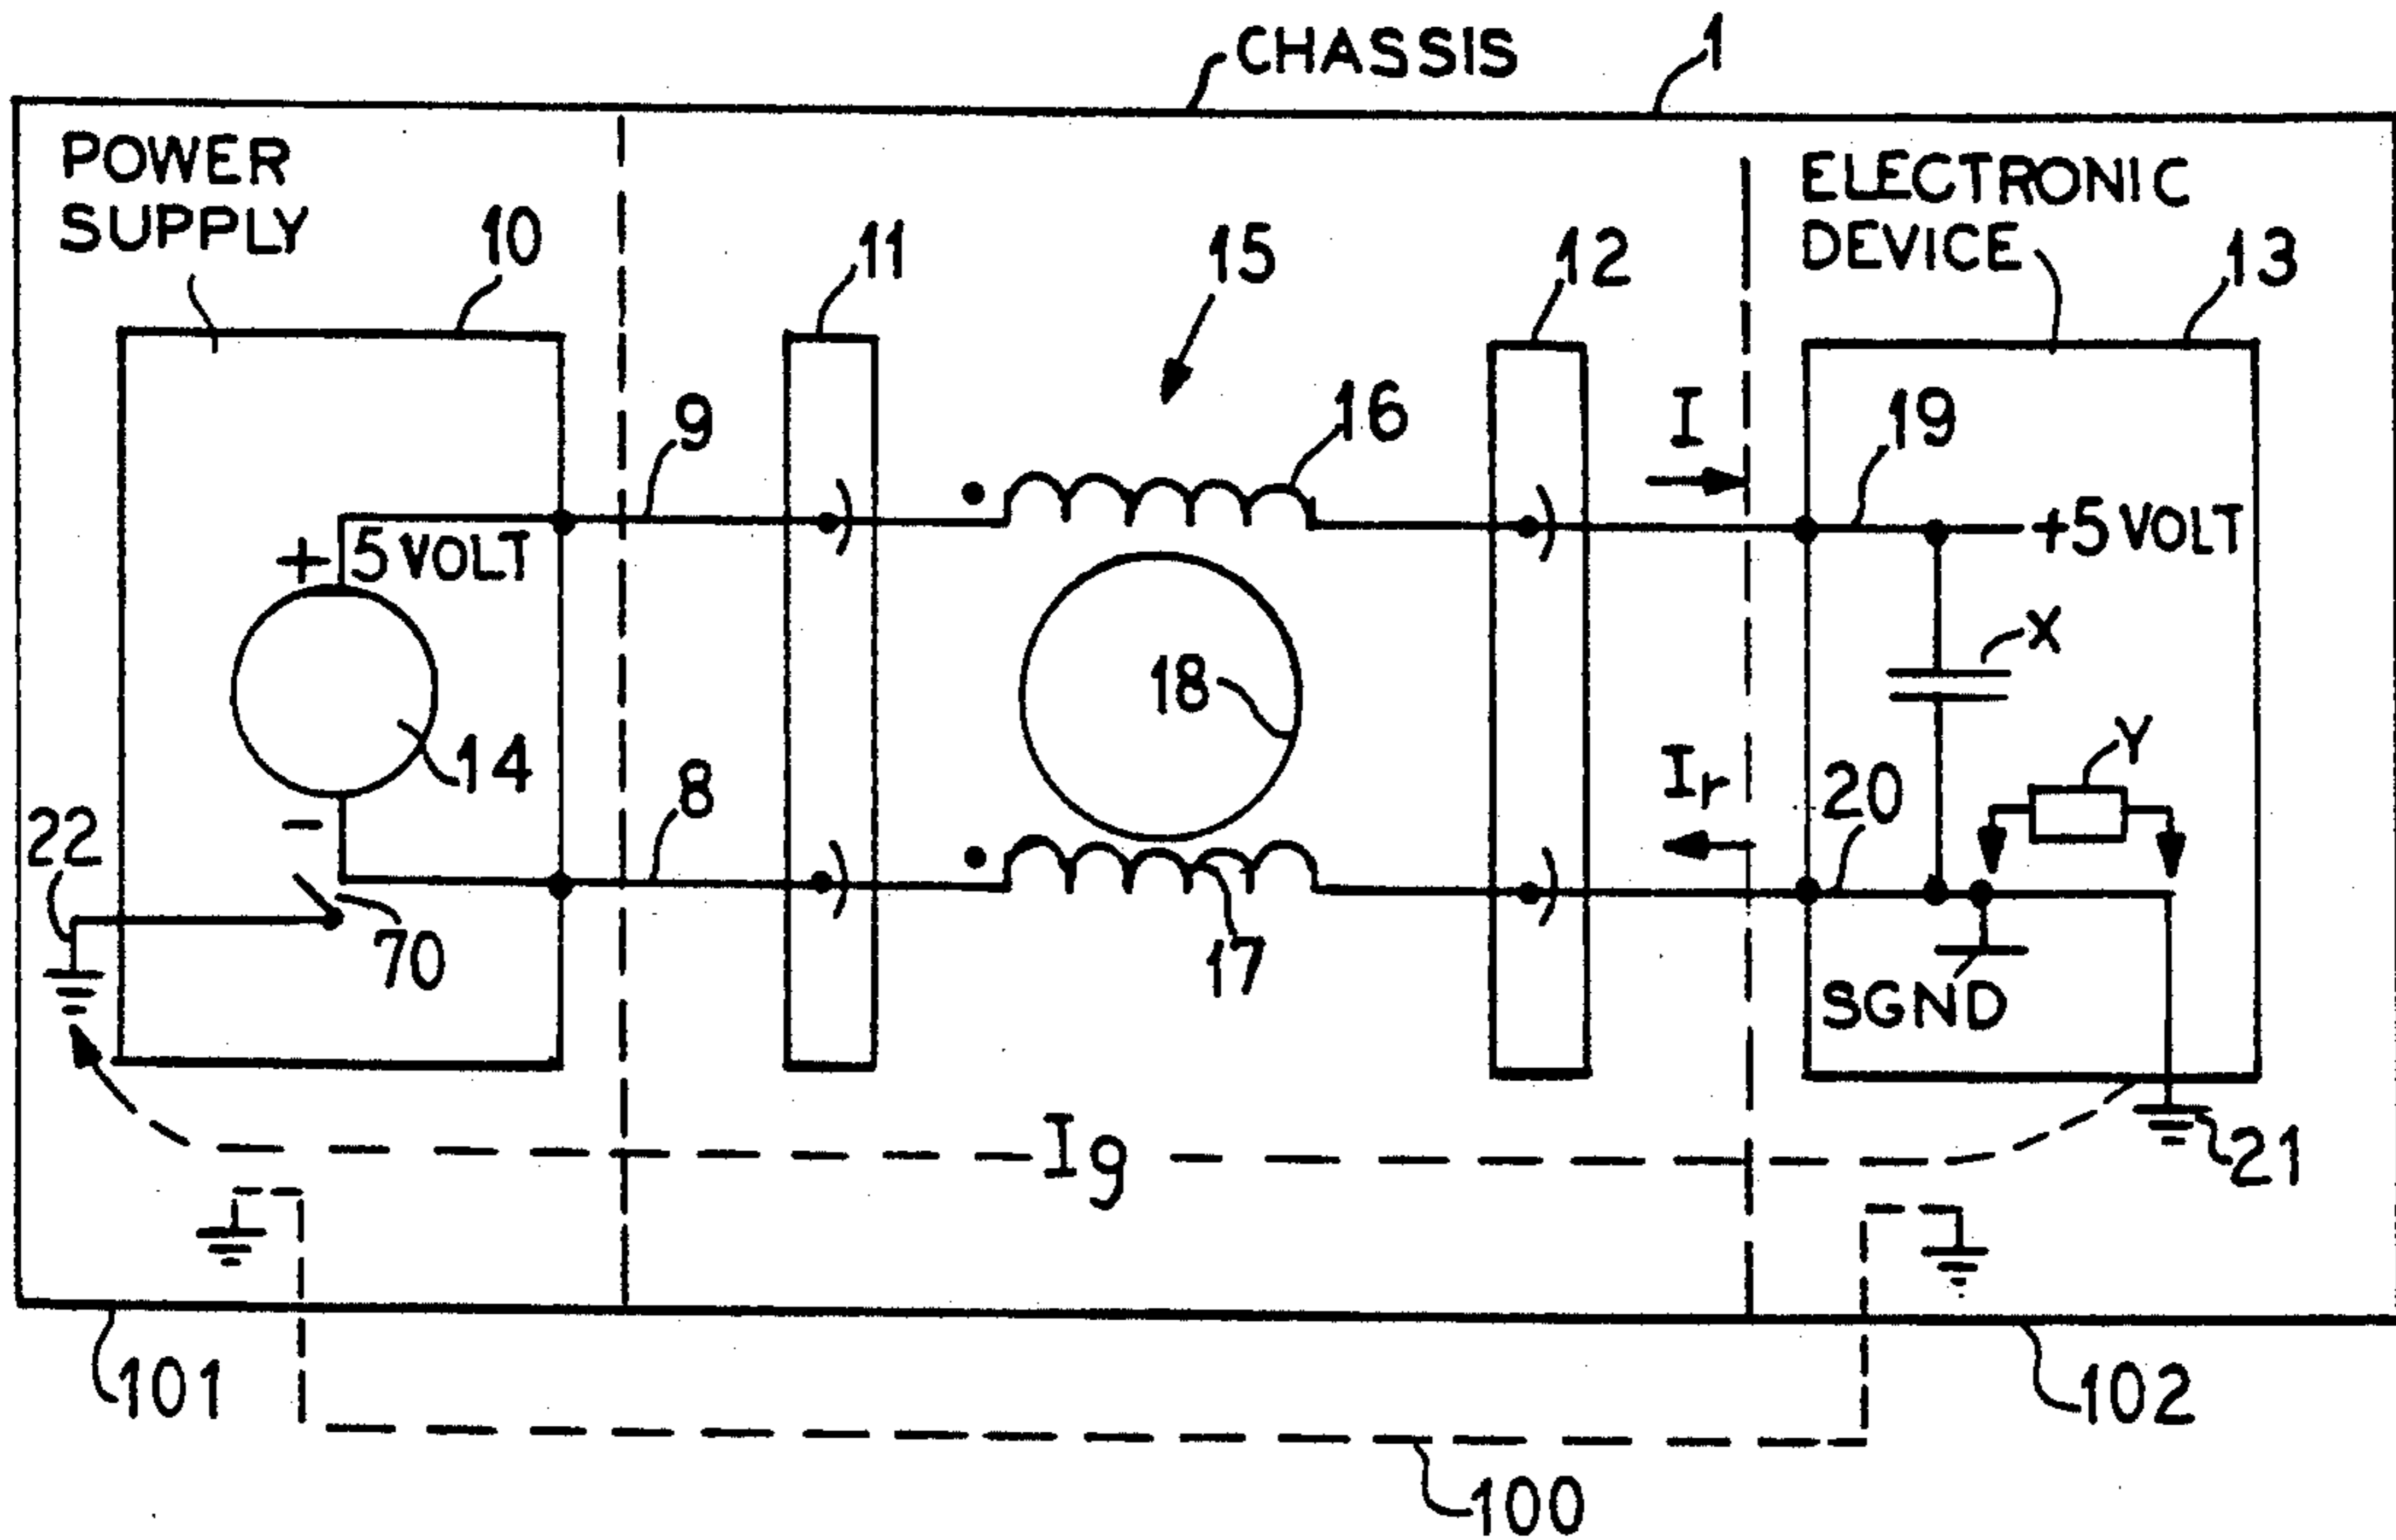 CHASSIS
1
POWER
SUPPLY
10
11
15
12
ELECTRONIC
DEVICE
13
9
16
I
19
+ 5 VOLT
+5 VOLT
X
18
14
8
Ir
20
Y
22
-
70
17
SGND
Ig
21
101
102
100